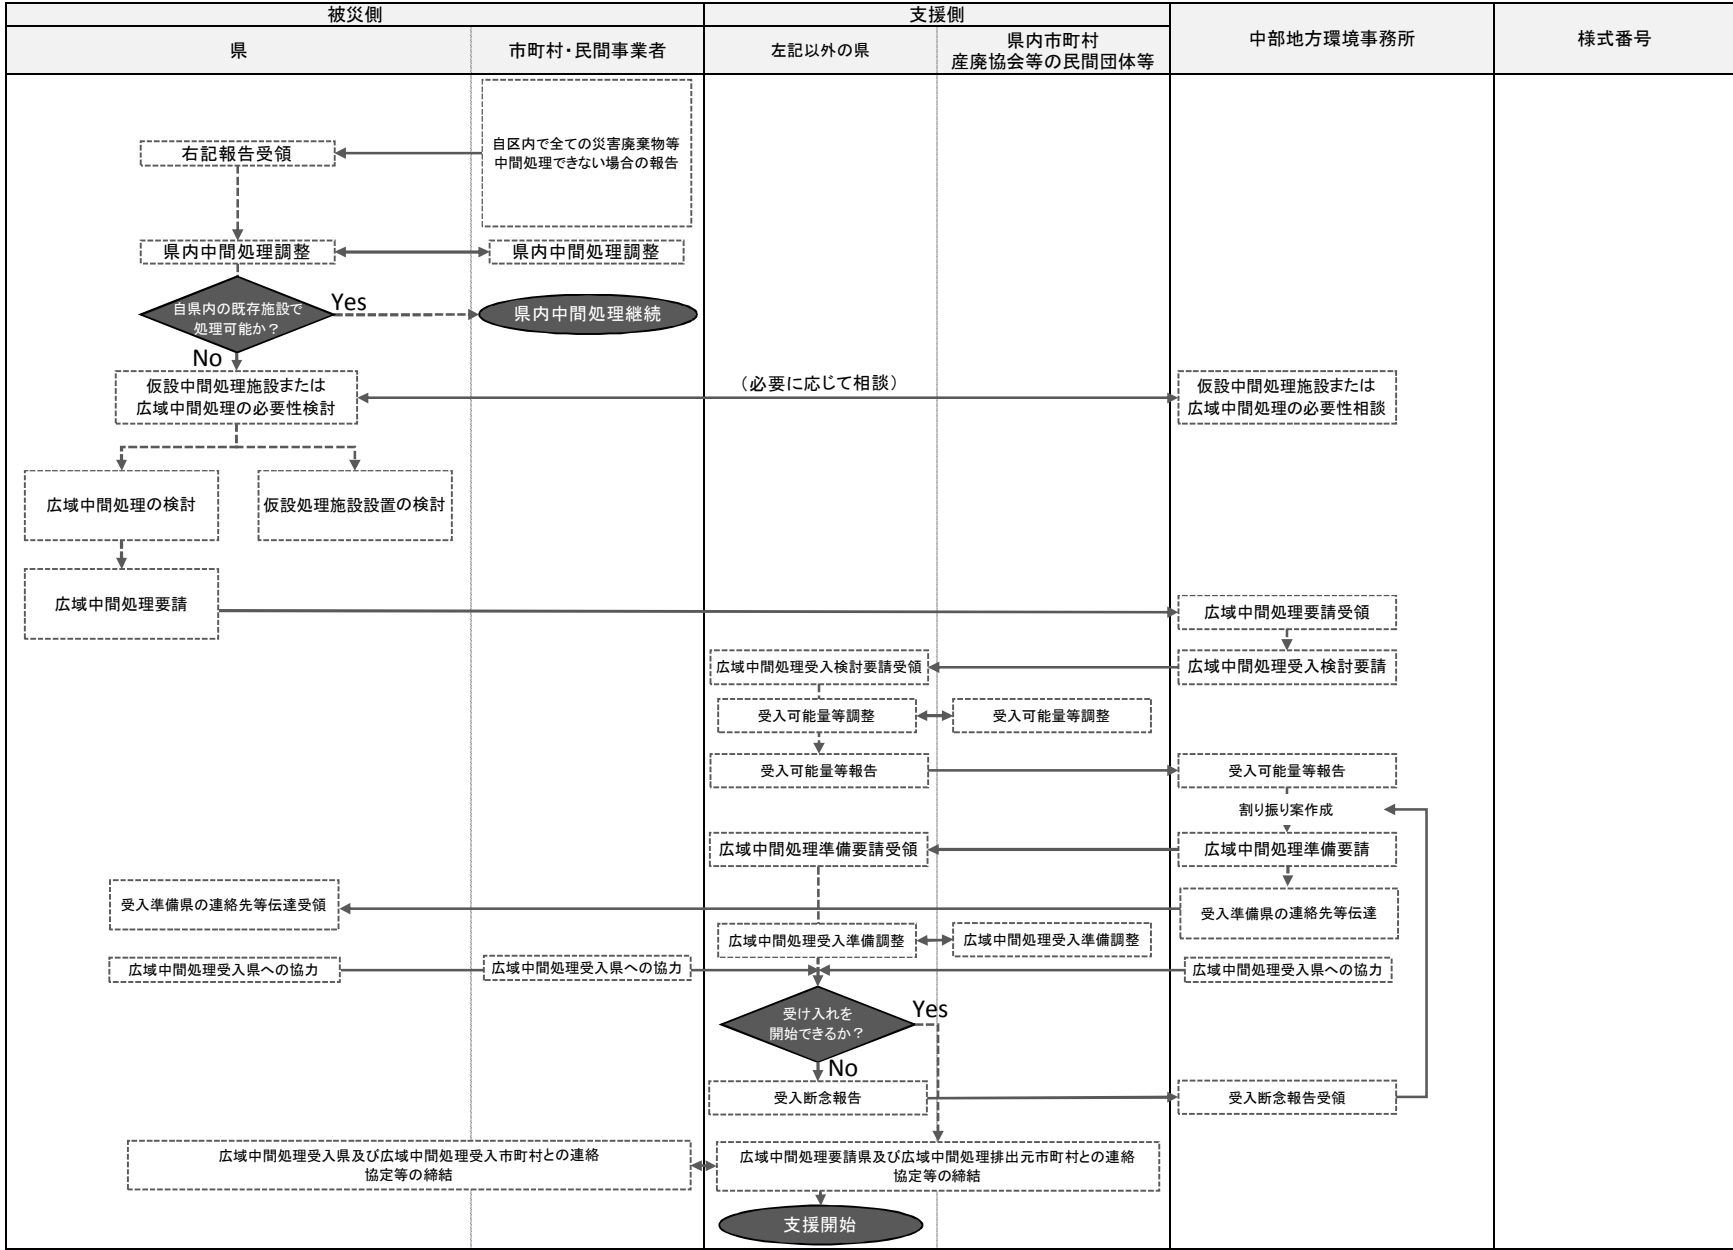 被災側
支援側
中部地方環境事務所
様式番号
県
市町村・民間事業者
左記以外の県
県内市町村
産廃協会等の民間団体等
自区内で全ての災害廃棄物等
中間処理できない場合の報告
右記報告受領
県内中間処理調整
県内中間処理調整
自県内の既存施設で
処理可能か？
Yes
県内中間処理継続
No
仮設中間処理施設または
広域中間処理の必要性検討
（必要に応じて相談）
仮設中間処理施設または
広域中間処理の必要性相談
広域中間処理の検討
仮設処理施設設置の検討
広域中間処理要請
広域中間処理要請受領
広域中間処理受入検討要請受領
広域中間処理受入検討要請
受入可能量等調整
受入可能量等調整
受入可能量等報告
受入可能量等報告
割り振り案作成
広域中間処理準備要請受領
広域中間処理準備要請
受入準備県の連絡先等伝達受領
受入準備県の連絡先等伝達
広域中間処理受入準備調整
広域中間処理受入準備調整
広域中間処理受入県への協力
広域中間処理受入県への協力
広域中間処理受入県への協力
受け入れを
開始できるか？
Yes
No
受入断念報告
受入断念報告受領
広域中間処理受入県及び広域中間処理受入市町村との連絡
協定等の締結
広域中間処理要請県及び広域中間処理排出元市町村との連絡
協定等の締結
支援開始